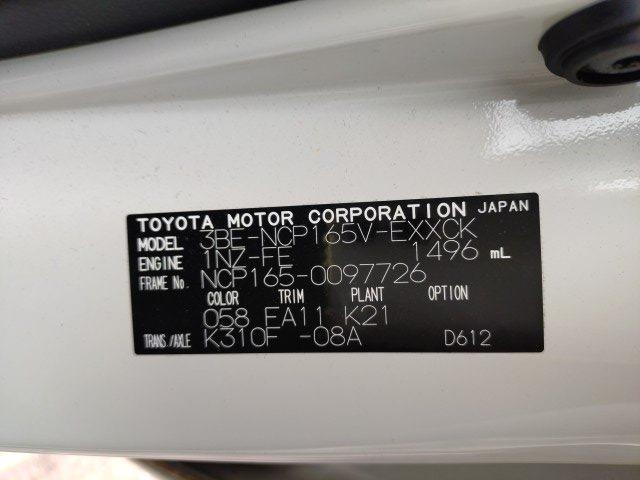 TOYOTA MOTOR CORPORATION JAPAN
MODEL 3BE-NCP165V-EXXCK
ENGINE 1NZ-FE 1496 mL
FRAME No. NCP165-0097726
COLOR TRIM PLANT OPTION
058 FA11 K21
TRANS./AXLE K310F -08A D612